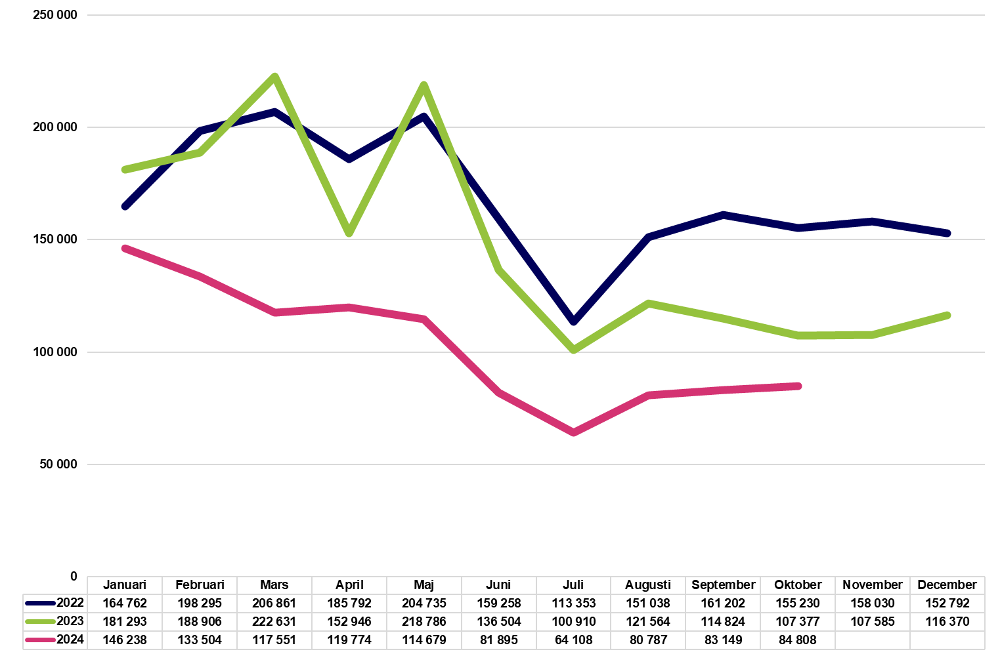 250 000
200 000
150 000
100 000
50 000
0
Januari Februari Mars April Maj Juni Juli Augusti September Oktober November December
2022 164 762 198 295 206 861 185 792 204 735 159 258 113 353 151 038 161 202 155 230 158 030 152 792
2023 181 293 188 906 222 631 152 946 218 786 136 504 100 910 121 564 114 824 107 377 107 585 116 370
2024 146 238 133 504 117 551 119 774 114 679 81 895 64 108 80 787 83 149 84 808